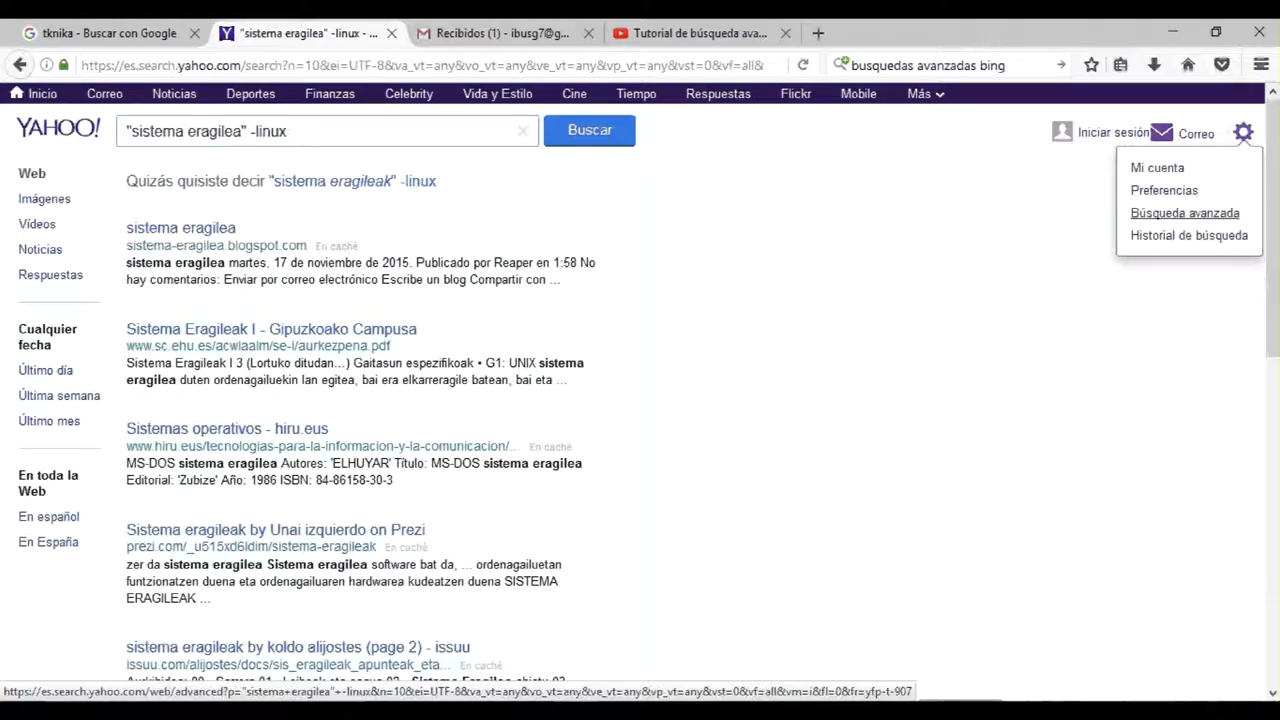 tknika - Buscar con Google
"sistema eragilea" -linux - ...
Recibidos (1) - ibusg7@g...
Tutorial de búsqueda ava...
https://es.search.yahoo.com/search?n=10&ei=UTF-8&va_vt=any&vo_vt=any&ve_vt=any&vp_vt=any&vst=0&vf=all&
busquedas avanzadas bing
Inicio Correo Noticias Deportes Finanzas Celebrity Vida y Estilo Cine Tiempo Respuestas Flickr Mobile Más
YAHOO!
"sistema eragilea" -linux
Buscar
Iniciar sesión
Correo
Mi cuenta
Preferencias
Búsqueda avanzada
Historial de búsqueda
Web
Imágenes
Vídeos
Noticias
Respuestas
Cualquier
fecha
Último día
Última semana
Último mes
En toda la
Web
En español
En España
Quizás quisiste decir "sistema eragileak" -linux
sistema eragilea
sistema-eragilea.blogspot.com En caché
sistema eragilea martes, 17 de noviembre de 2015. Publicado por Reaper en 1:58 No
hay comentarios: Enviar por correo electrónico Escribe un blog Compartir con ...
Sistema Eragileak I - Gipuzkoako Campusa
www.sc.ehu.es/acwlaalm/se-i/aurkezpena.pdf
Sistema Eragileak I 3 (Lortuko ditudan...) Gaitasun espezifikoak • G1: UNIX sistema
eragilea duten ordenagailuekin lan egitea, bai era elkarreragile batean, bai eta ...
Sistemas operativos - hiru.eus
www.hiru.eus/tecnologias-para-la-informacion-y-la-comunicacion/... En caché
MS-DOS sistema eragilea Autores: 'ELHUYAR' Título: MS-DOS sistema eragilea
Editorial: 'Zubize' Año: 1986 ISBN: 84-86158-30-3
Sistema eragileak by Unai izquierdo on Prezi
prezi.com/_u515xd6ldim/sistema-eragileak En caché
zer da sistema eragilea Sistema eragilea software bat da, ... ordenagailuetan
funtzionatzen duena eta ordenagailuaren hardwarea kudeatzen duena SISTEMA
ERAGILEAK ...
sistema eragileak by koldo alijostes (page 2) - issuu
issuu.com/alijostes/docs/sis_eragileak_apunteak_eta... En caché
https://es.search.yahoo.com/web/advanced?p="sistema+eragilea"+-linux&n=10&ei=UTF-8&va_vt=any&vo_vt=any&ve_vt=any&vp_vt=any&vst=0&vf=all&vm=i&fl=0&fr=yfp-t-907